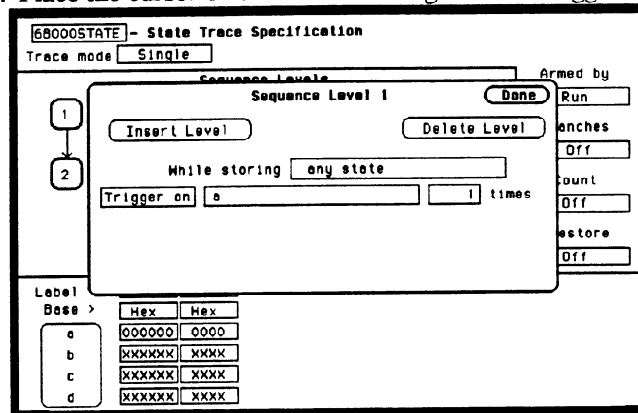 68000STATE - State Trace Specification
Trace mode Single
Sequence Levels
Armed by
Run
Sequence Level 1 Done
Insert Level Delete Level
1
anches
Off
While storing any state
2
ount
Trigger on a 1 times
Off
estore
Off
Label
Base > Hex Hex
a 000000 0000
b XXXXXX XXXX
c XXXXXX XXXX
d XXXXXX XXXX